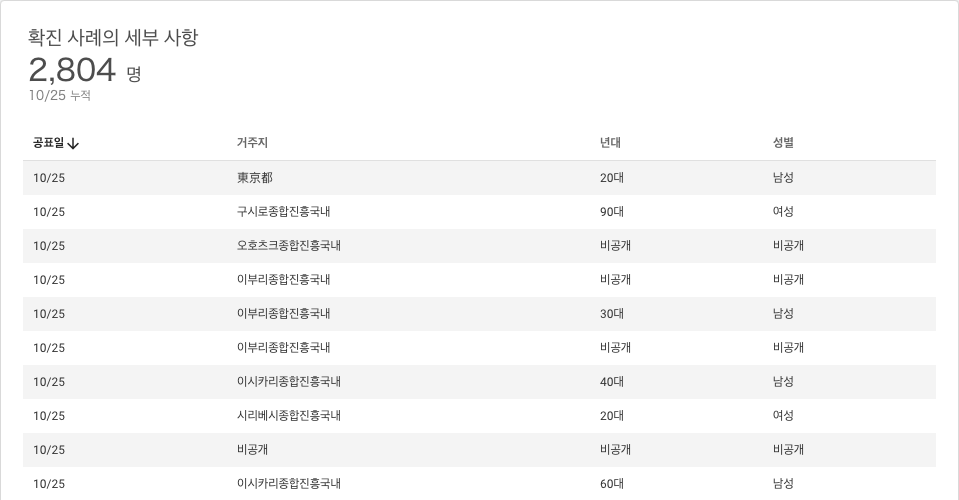 확진 사례의 세부 사항
2,804 명
10/25 누적
공표일 거주지 년대 성별
10/25 東京都 20대 남성
10/25 구시로종합진흥국내 90대 여성
10/25 오호츠크종합진흥국내 비공개 비공개
10/25 이부리종합진흥국내 비공개 비공개
10/25 이부리종합진흥국내 30대 남성
10/25 이부리종합진흥국내 비공개 비공개
10/25 이시카리종합진흥국내 40대 남성
10/25 시리베시종합진흥국내 20대 여성
10/25 비공개 비공개 비공개
10/25 이시카리종합진흥국내 60대 남성